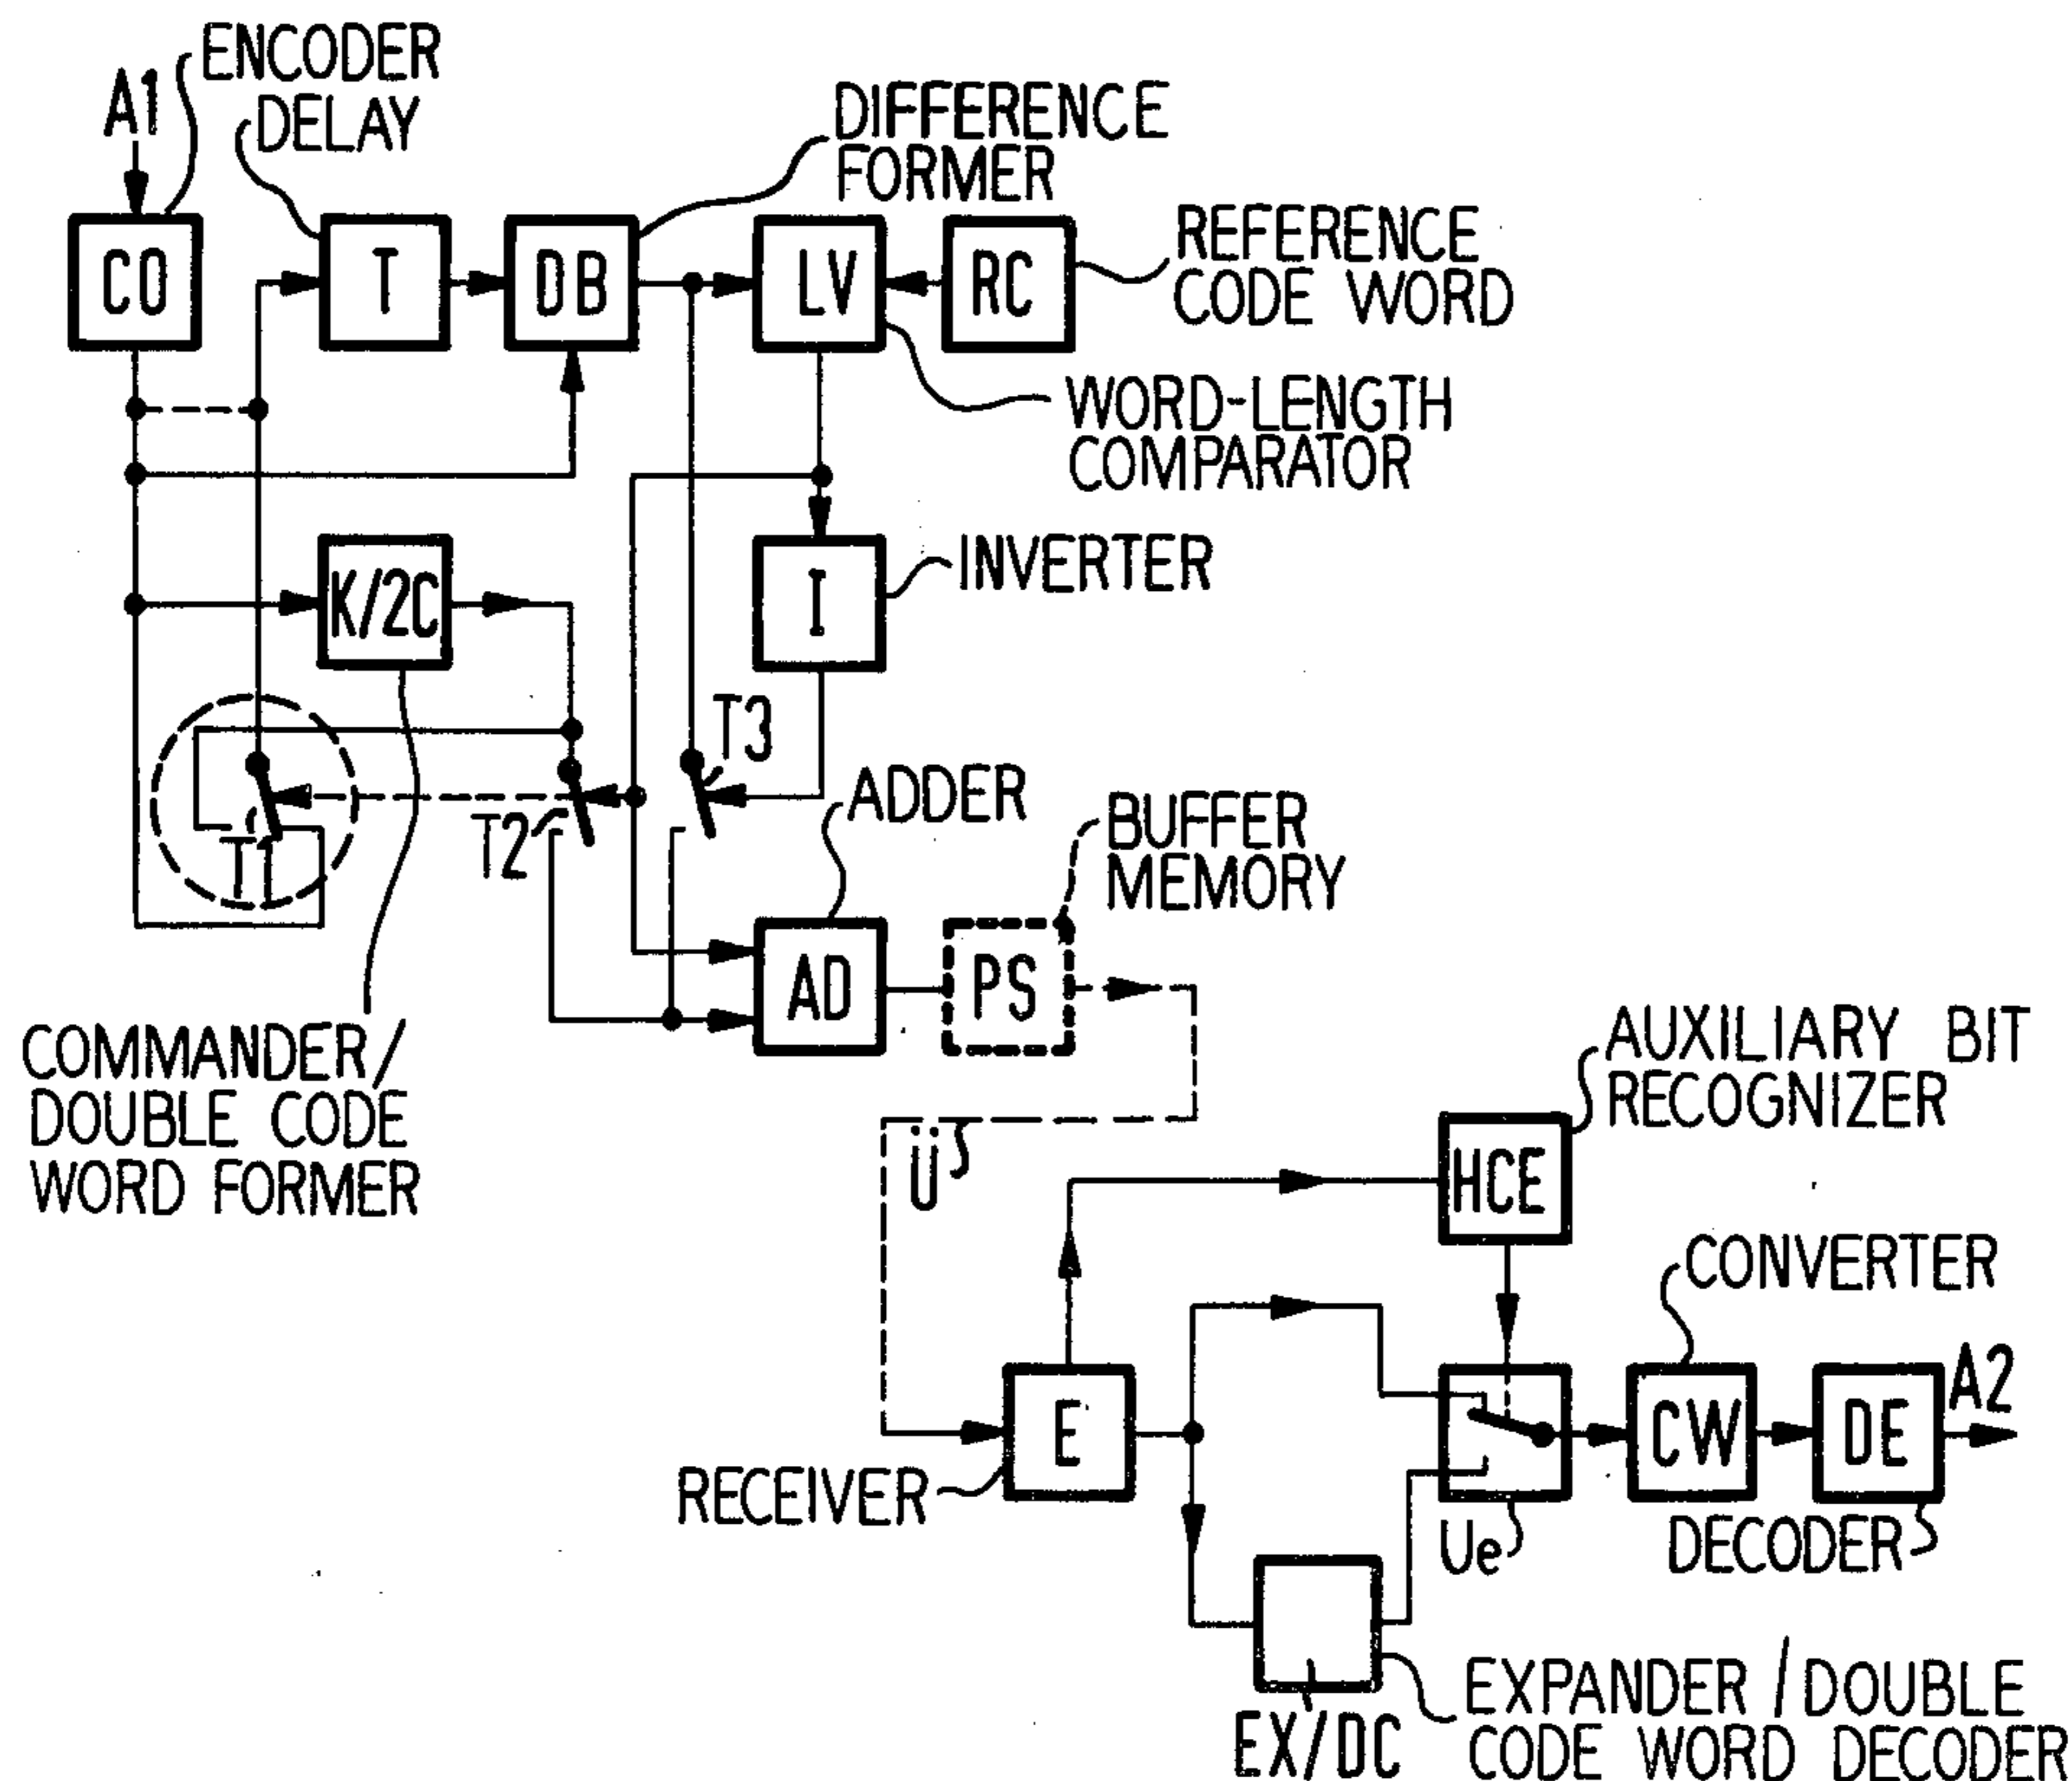 ENCODER
A1
DELAY
DIFFERENCE
FORMER
REFERENCE
CODE WORD
CO
T
DB
LV
RC
WORD-LENGTH
COMPARATOR
K/2C
I
INVERTER
T3
T2
T1
ADDER
BUFFER
MEMORY
AD
PS
COMMANDER/
DOUBLE CODE
WORD FORMER
Ü
AUXILIARY BIT
RECOGNIZER
HCE
CONVERTER
E
CW
DE
A2
RECEIVER
Ue
DECODER
EX/DC
EXPANDER/DOUBLE
CODE WORD DECODER